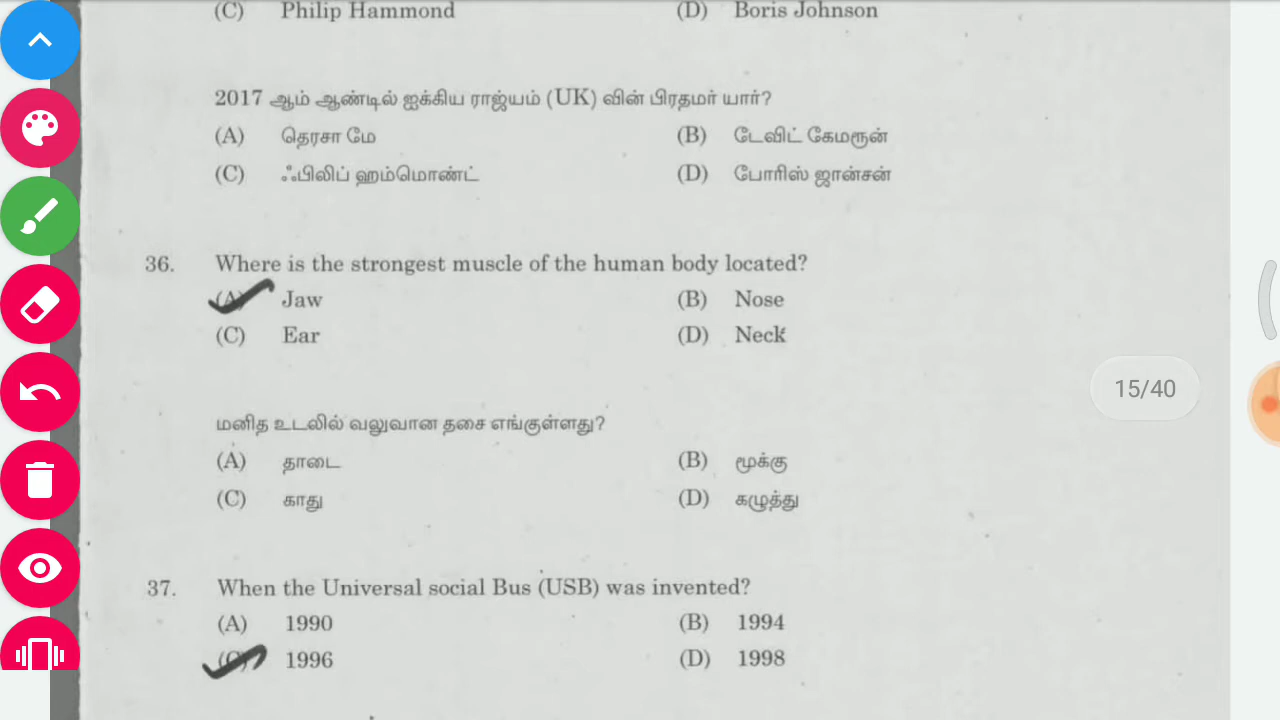 (C) Philip Hammond (D) Boris Johnson
2017 ஆம் ஆண்டில் ஐக்கிய ராஜ்யம் (UK) வின் பிரதமர் யார்?
(A) தெரசா மே (B) டேவிட் கேமரூன்
(C) ஃபிலிப் ஹம்மொண்ட் (D) போரிஸ் ஜான்சன்
36. Where is the strongest muscle of the human body located?
(A) Jaw (B) Nose
(C) Ear (D) Neck
15/40
மனித உடலில் வலுவான தசை எங்குள்ளது?
(A) தாடை (B) மூக்கு
(C) காது (D) கழுத்து
37. When the Universal social Bus (USB) was invented?
(A) 1990 (B) 1994
(C) 1996 (D) 1998